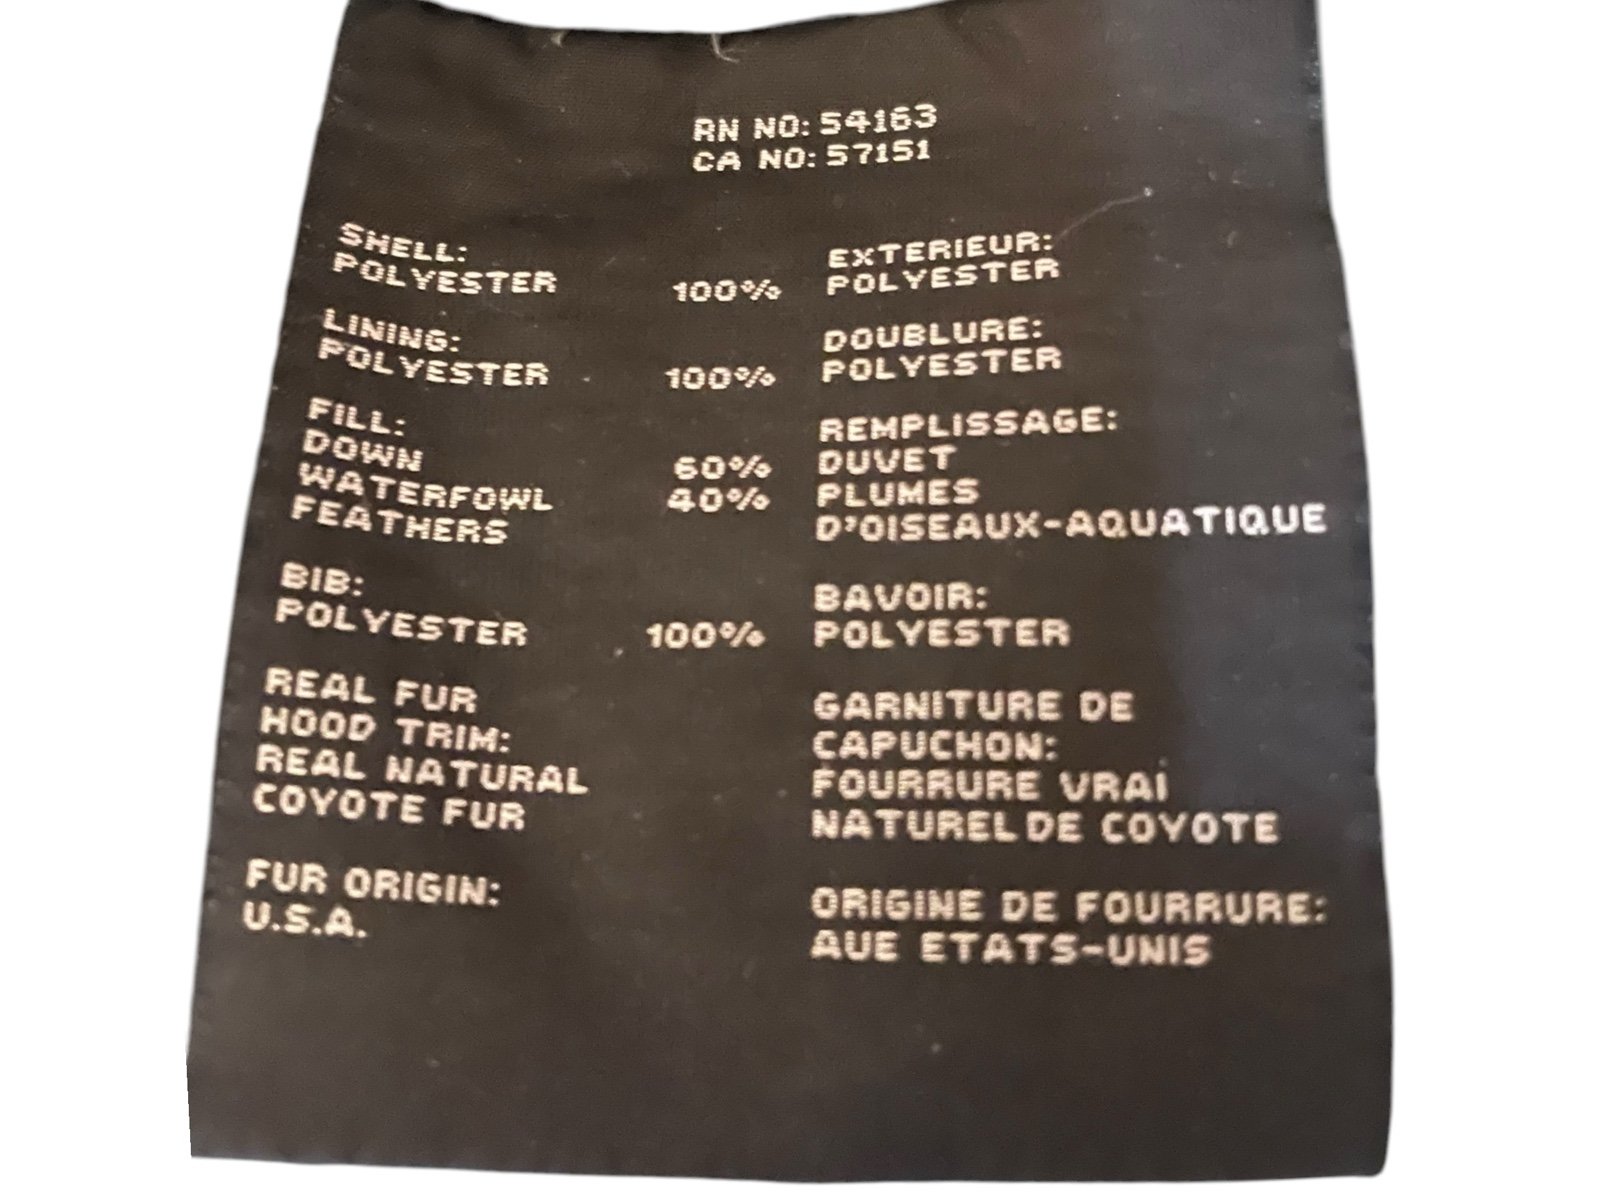 RN NO: 54163
CA NO: 57151
SHELL:
POLYESTER 100%
LINING:
POLYESTER 100%
FILL:
DOWN 60%
WATERFOWL 40%
FEATHERS
BIB:
POLYESTER 100%
REAL FUR
HOOD TRIM:
REAL NATURAL
COYOTE FUR
FUR ORIGIN:
U.S.A.
EXTERIEUR:
POLYESTER
DOUBLURE:
POLYESTER
REMPLISSAGE:
DUVET
PLUMES
D'OISEAUX-AQUATIQUE
BAVOIR:
POLYESTER
GARNITURE DE
CAPUCHON:
FOURRURE VRAI
NATUREL DE COYOTE
ORIGINE DE FOURRURE:
AUE ETATS-UNIS